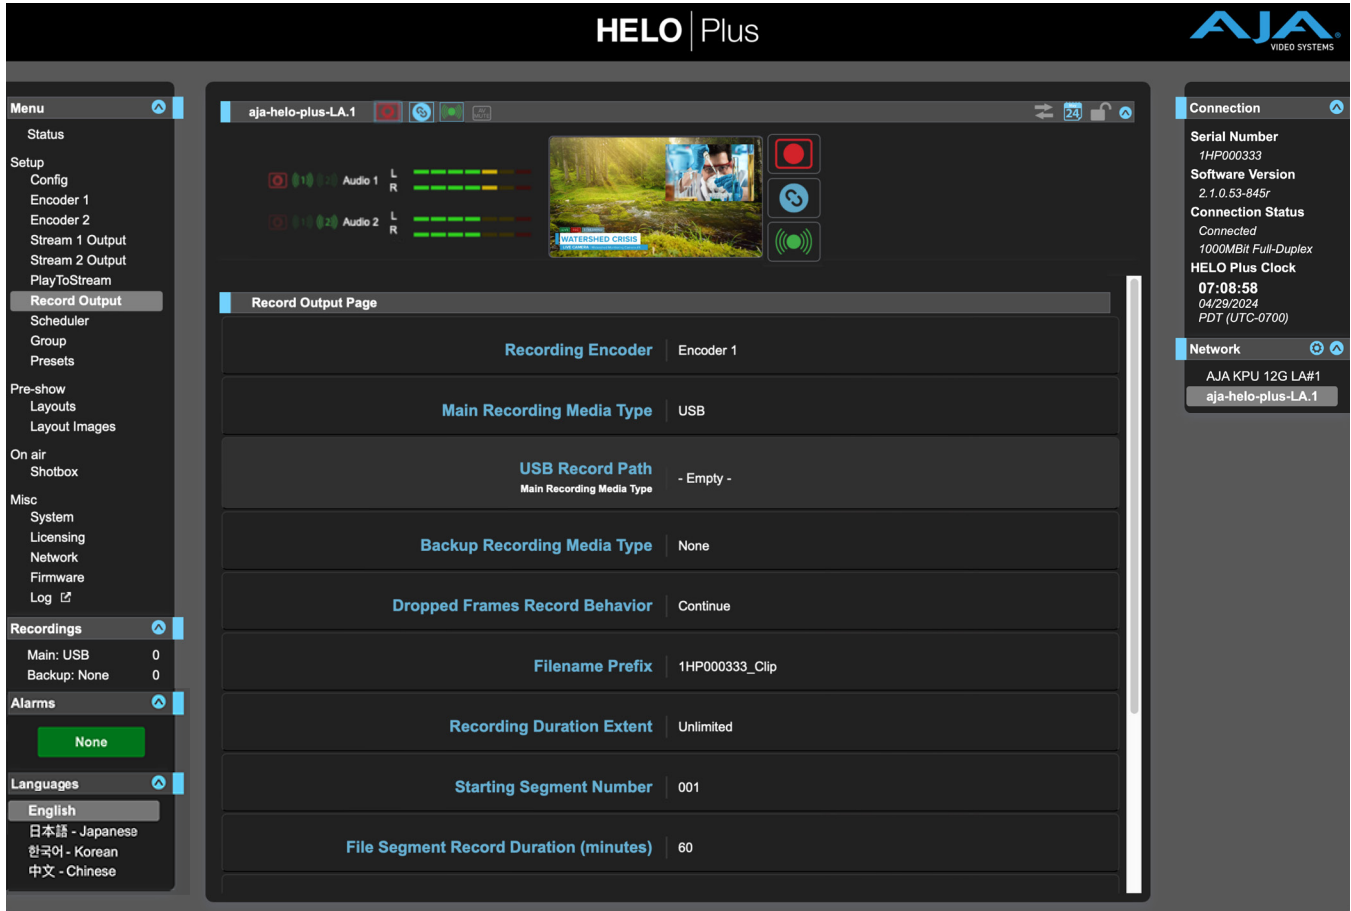 HELO Plus
AJA
VIDEO SYSTEMS
Menu
Status
Setup
Config
Encoder 1
Encoder 2
Stream 1 Output
Stream 2 Output
PlayToStream
Record Output
Scheduler
Group
Presets
Pre-show
Layouts
Layout Images
On air
Shotbox
Misc
System
Licensing
Network
Firmware
Log
Recordings
Main: USB 0
Backup: None 0
Alarms
None
Languages
English
日本語 - Japanese
한국어 - Korean
中文 - Chinese
aja-helo-plus-LA.1
AV
MUTE
24
1 Audio 1 L
R
2 Audio 2 L
R
WATERSHED CRISIS
Record Output Page
Recording Encoder Encoder 1
Main Recording Media Type USB
USB Record Path - Empty -
Main Recording Media Type
Backup Recording Media Type None
Dropped Frames Record Behavior Continue
Filename Prefix 1HP000333_Clip
Recording Duration Extent Unlimited
Starting Segment Number 001
File Segment Record Duration (minutes) 60
Connection
Serial Number
1HP000333
Software Version
2.1.0.53-845r
Connection Status
Connected
1000MBit Full-Duplex
HELO Plus Clock
07:08:58
04/29/2024
PDT (UTC-0700)
Network
AJA KPU 12G LA#1
aja-helo-plus-LA.1